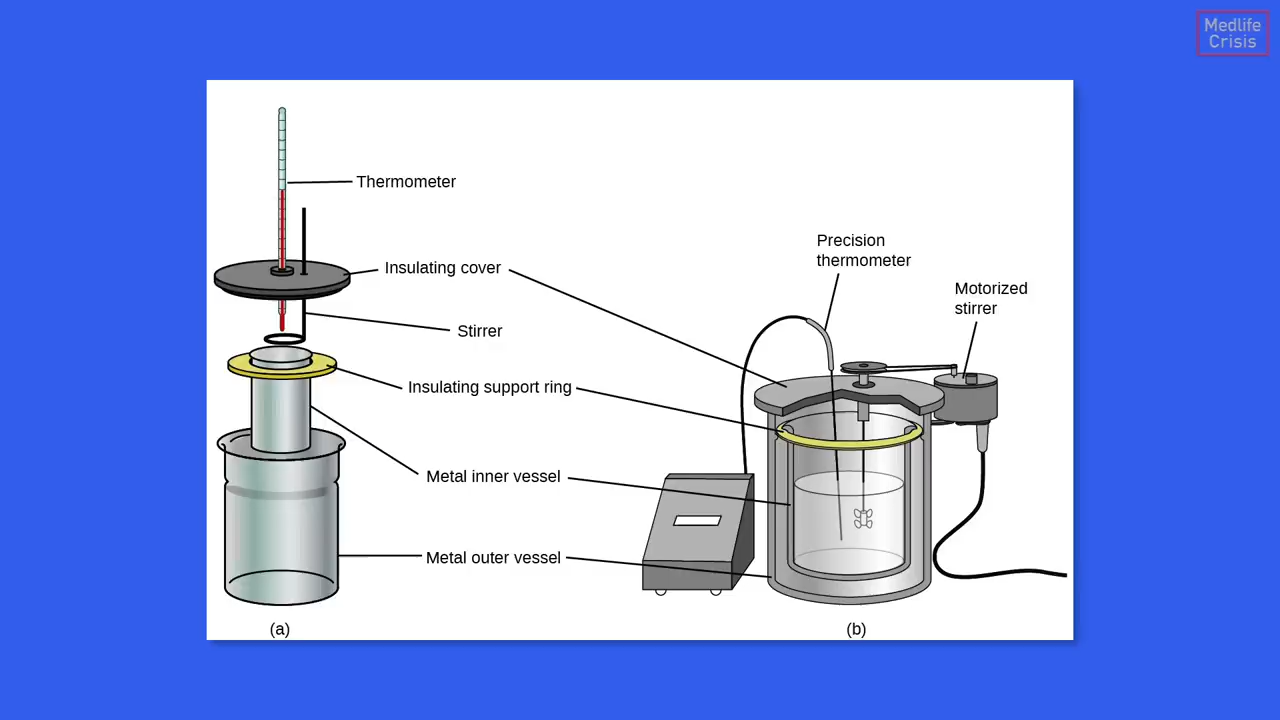 Medlife
Crisis
Thermometer
Precision
thermometer
Insulating cover
Motorized
stirrer
Stirrer
Insulating support ring
Metal inner vessel
Metal outer vessel
(a)
(b)